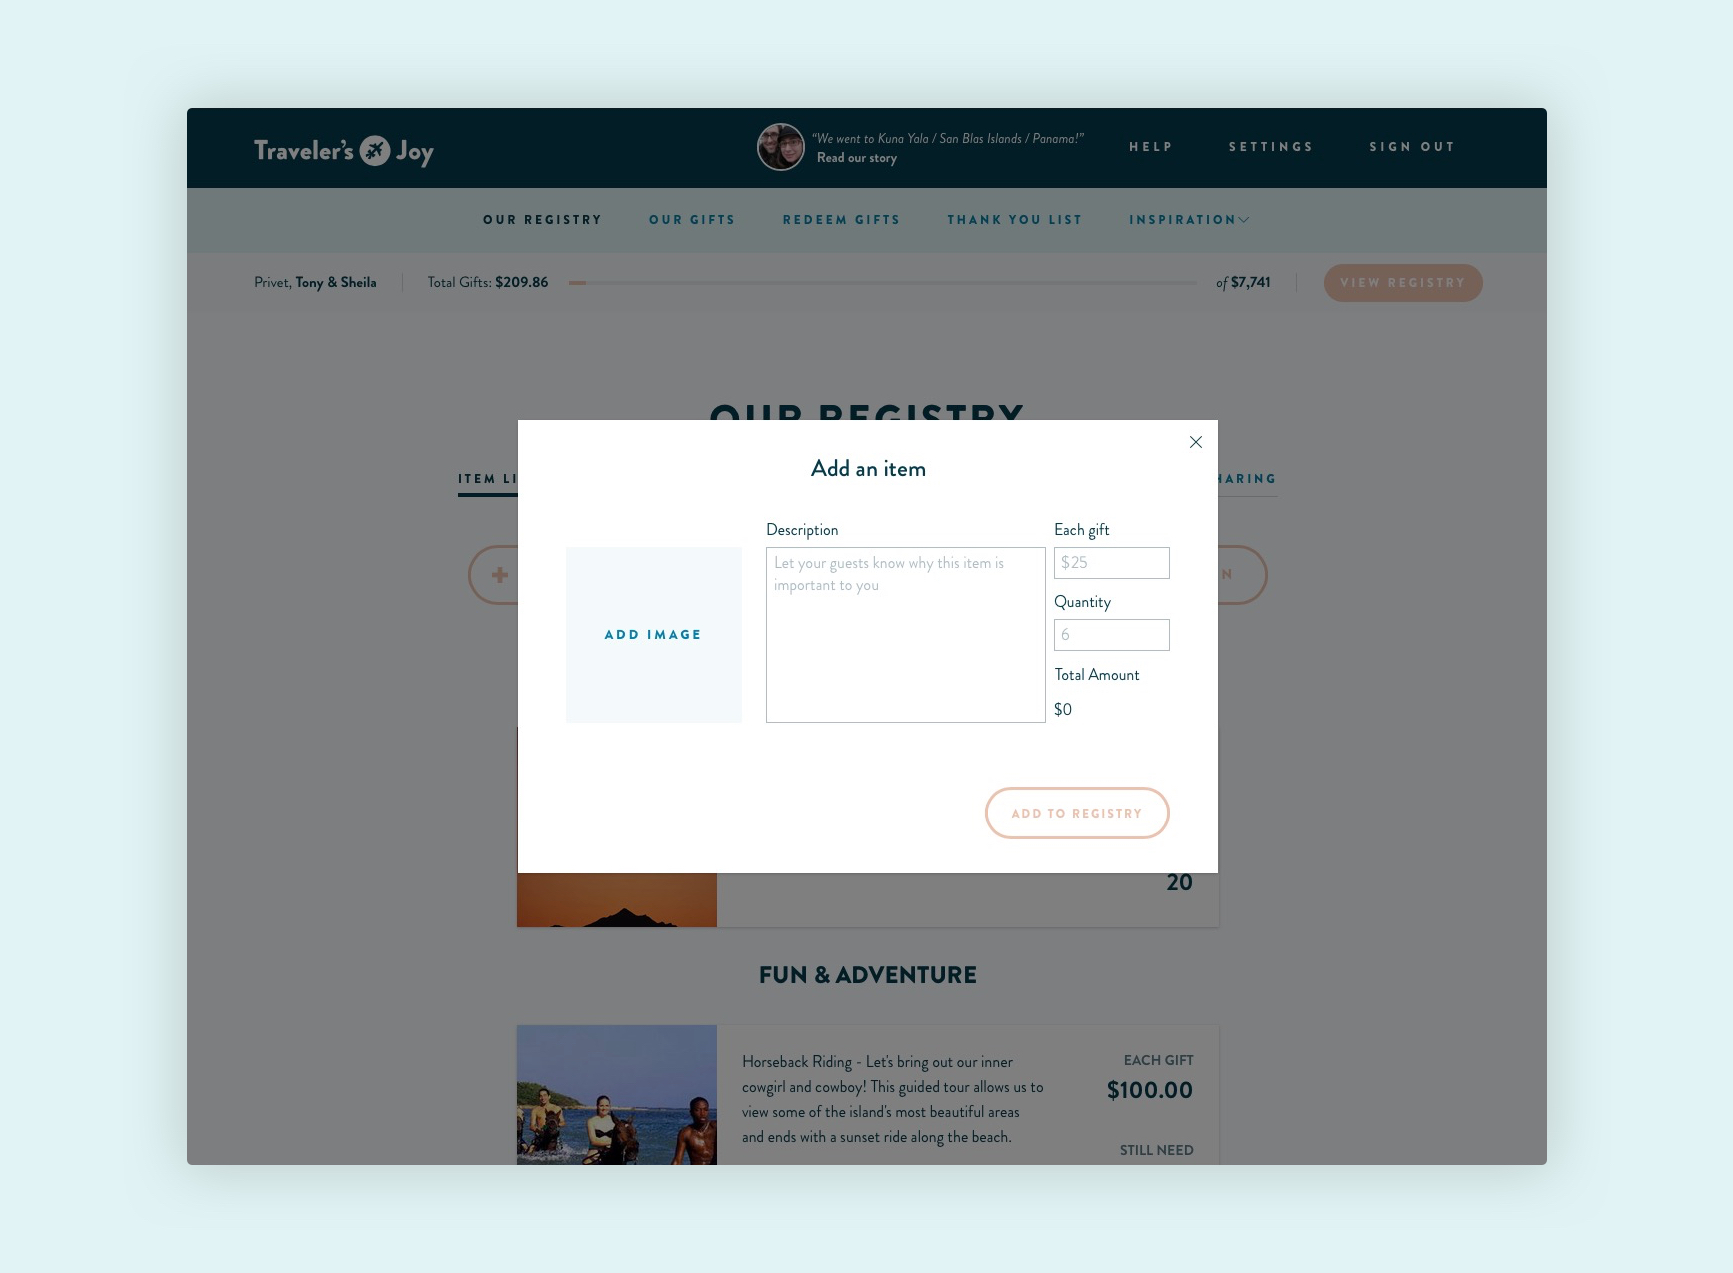 Traveler's Joy
“We went to Kuna Yala / San Blas Islands / Panama!”
Read our story
HELP
SETTINGS
SIGN OUT
OUR REGISTRY
OUR GIFTS
REDEEM GIFTS
THANK YOU LIST
INSPIRATION
Privet, Tony & Sheila
Total Gifts: $209.86
of $7,741
VIEW REGISTRY
OUR REGISTRY
ITEM LI
HARING
N
Add an item
Description
Let your guests know why this item is
important to you
ADD IMAGE
Each gift
$25
Quantity
6
Total Amount
$0
ADD TO REGISTRY
20
FUN & ADVENTURE
Horseback Riding - Let's bring out our inner
cowgirl and cowboy! This guided tour allows us to
view some of the island's most beautiful areas
and ends with a sunset ride along the beach.
EACH GIFT
$100.00
STILL NEED